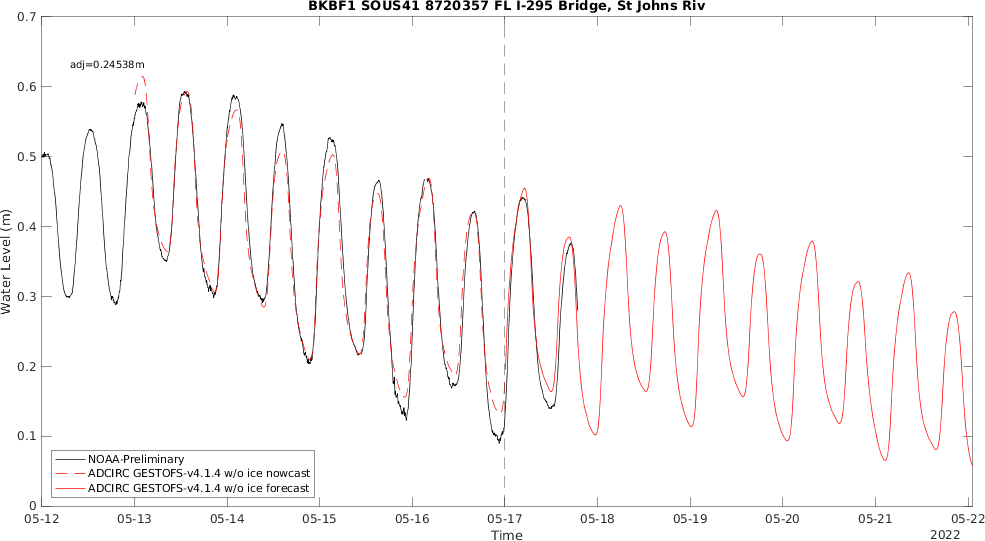 BKBF1 SOUS41 8720357 FL I-295 Bridge, St Johns Riv
0.7
adj=0.24538m
0.6
0.5
0.4
Water Level (m)
0.3
0.2
0.1
NOAA-Preliminary
ADCIRC GESTOFS-v4.1.4 w/o ice nowcast
ADCIRC GESTOFS-v4.1.4 w/o ice forecast
0
05-12 05-13 05-14 05-15 05-16 05-17 05-18 05-19 05-20 05-21 05-22
Time
2022